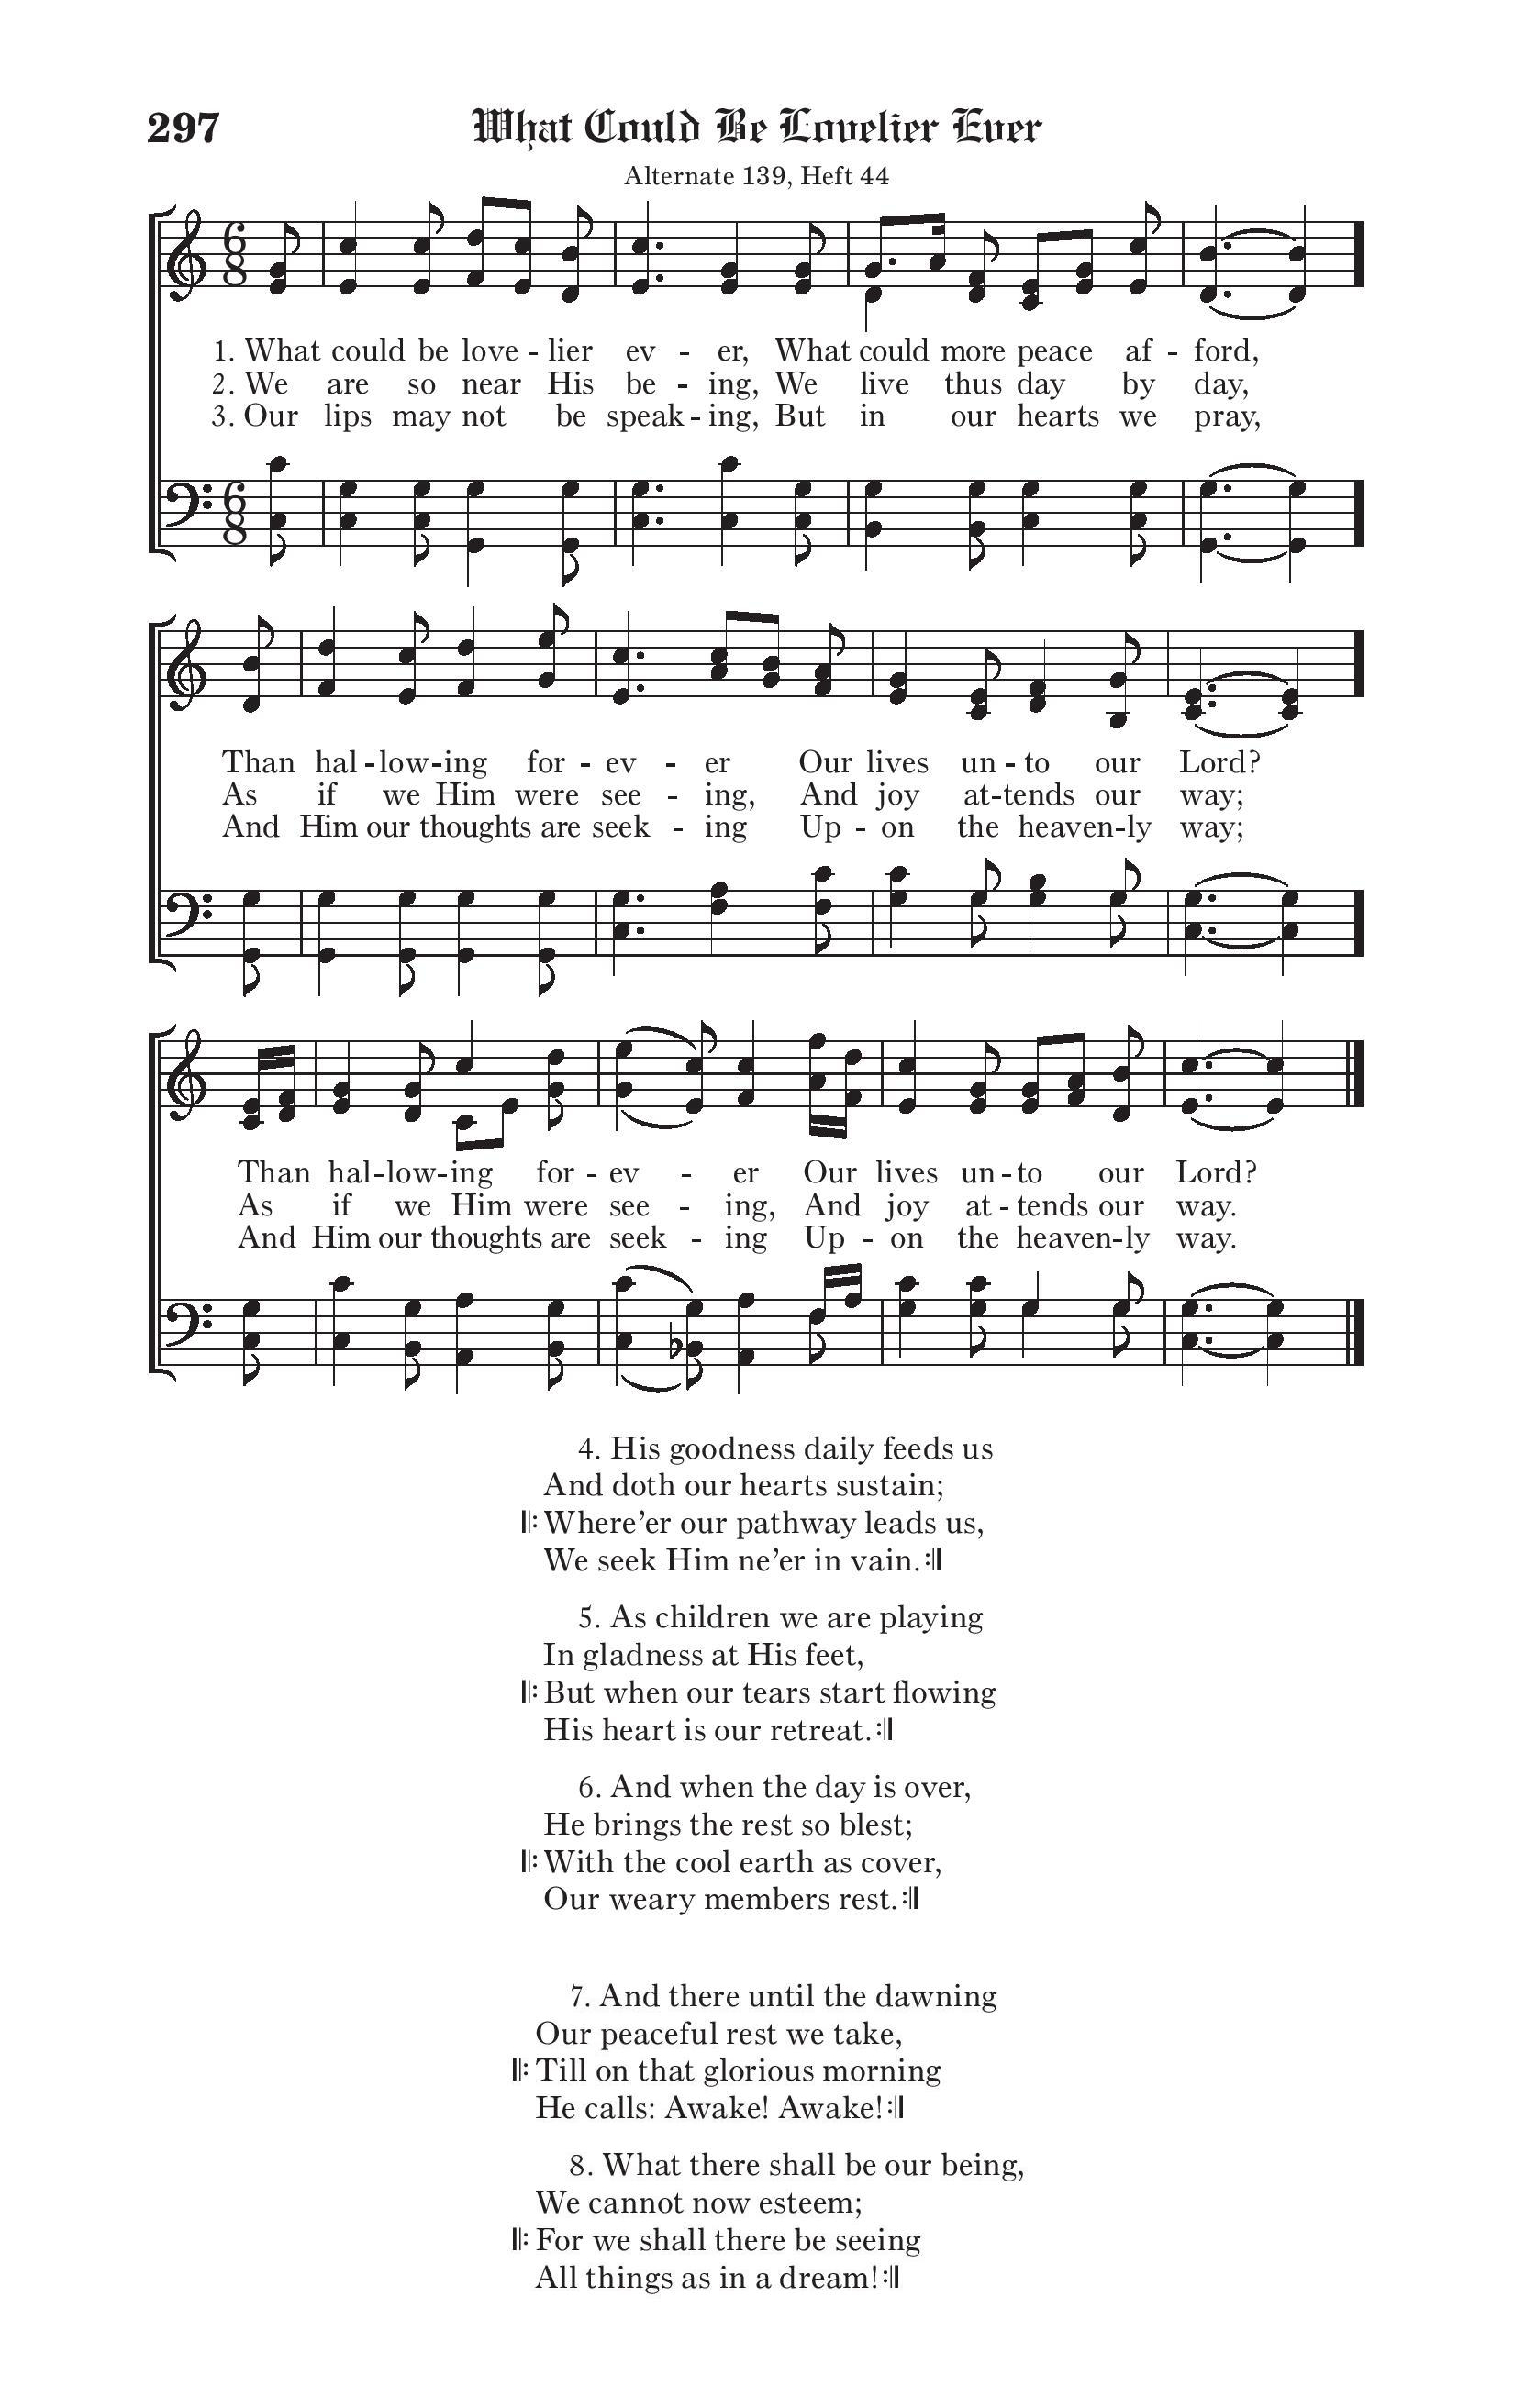 297
What Could Be Lovelier Ever
Alternate 139, Heft 44
6 8
1. What could be love - lier ev - er, What could more peace af - ford,
2. We are so near His be - ing, We live thus day by day,
3. Our lips may not be speak - ing, But in our hearts we pray,
6 8
Than hal - low - ing for - ev - er Our lives un - to our Lord?
As if we Him were see - ing, And joy at - tends our way;
And Him our thoughts are seek - ing Up - on the heaven - ly way;
Than hal - low - ing for - ev - er Our lives un - to our Lord?
As if we Him were see - ing, And joy at - tends our way.
And Him our thoughts are seek - ing Up - on the heaven - ly way.
4. His goodness daily feeds us
And doth our hearts sustain;
𝄆 Where’er our pathway leads us,
We seek Him ne’er in vain. 𝄇
5. As children we are playing
In gladness at His feet,
𝄆 But when our tears start flowing
His heart is our retreat. 𝄇
6. And when the day is over,
He brings the rest so blest;
𝄆 With the cool earth as cover,
Our weary members rest. 𝄇
7. And there until the dawning
Our peaceful rest we take,
𝄆 Till on that glorious morning
He calls: Awake! Awake! 𝄇
8. What there shall be our being,
We cannot now esteem;
𝄆 For we shall there be seeing
All things as in a dream! 𝄇